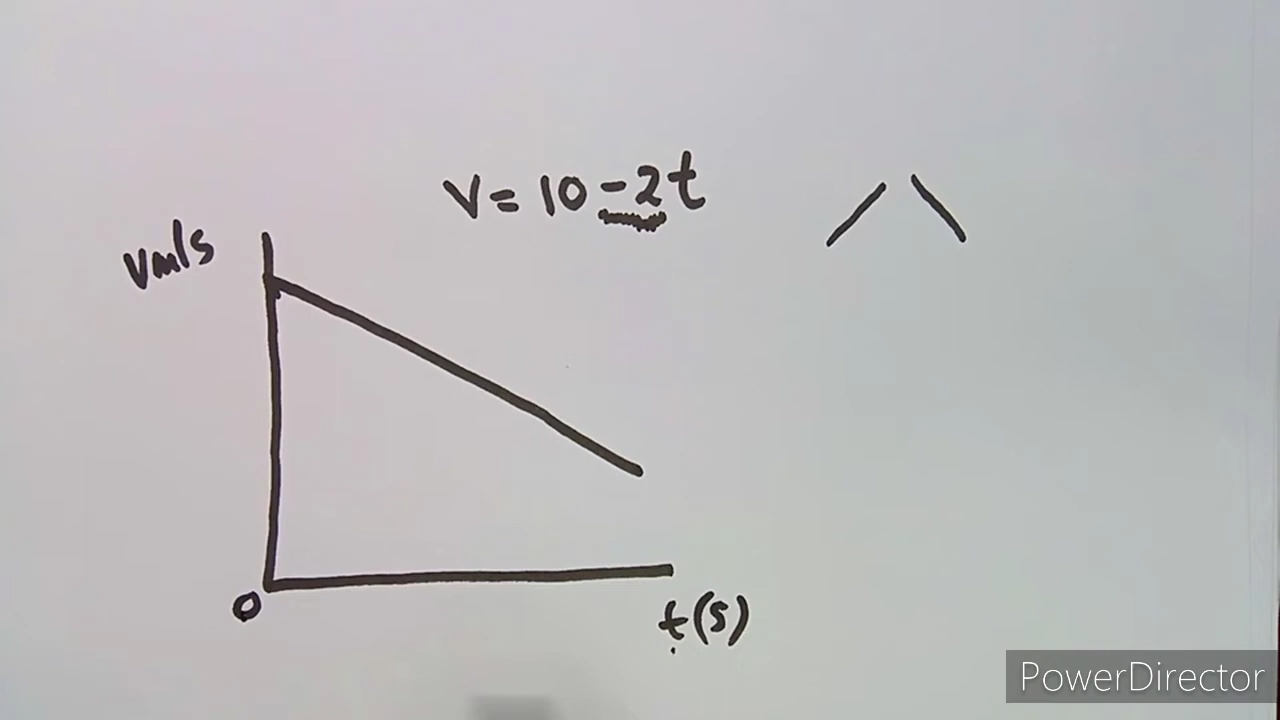 v = 10 - 2t
vm/s
0
t(s)
PowerDirector